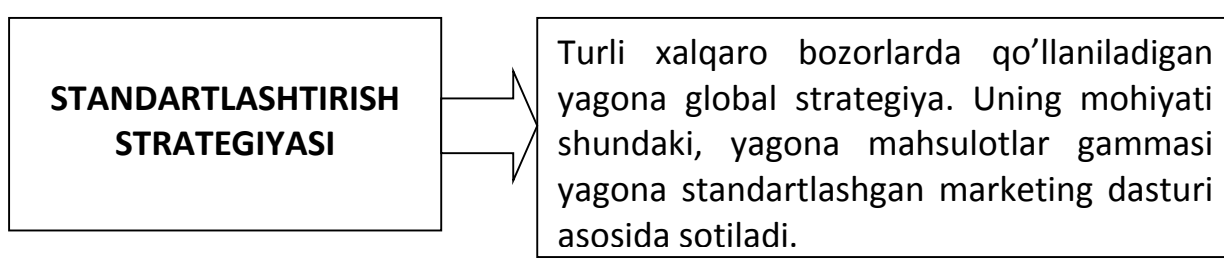 STANDARTLASHTIRISH
STRATEGIYASI
Turli xalqaro bozorlarda qo’llaniladigan
yagona global strategiya. Uning mohiyati
shundaki, yagona mahsulotlar gammasi
yagona standartlashgan marketing dasturi
asosida sotiladi.